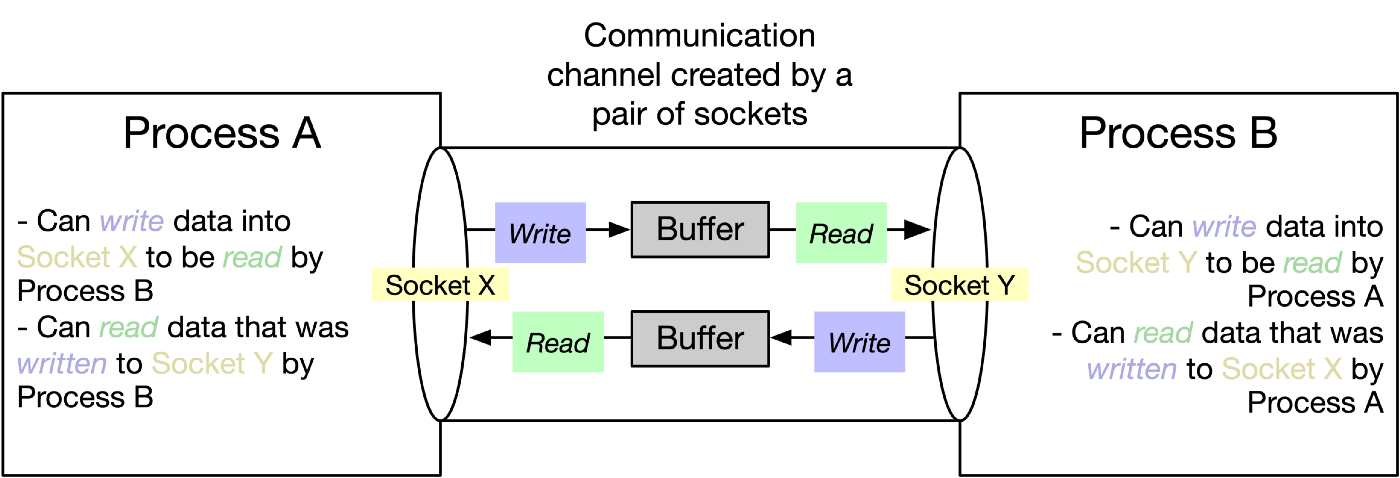 Communication
channel created by a
pair of sockets
Process A
- Can write data into
Socket X to be read by
Process B
- Can read data that was
written to Socket Y by
Process B
Socket X
Write
Buffer
Read
Read
Buffer
Write
Socket Y
Process B
- Can write data into
Socket Y to be read by
Process A
- Can read data that was
written to Socket X by
Process A